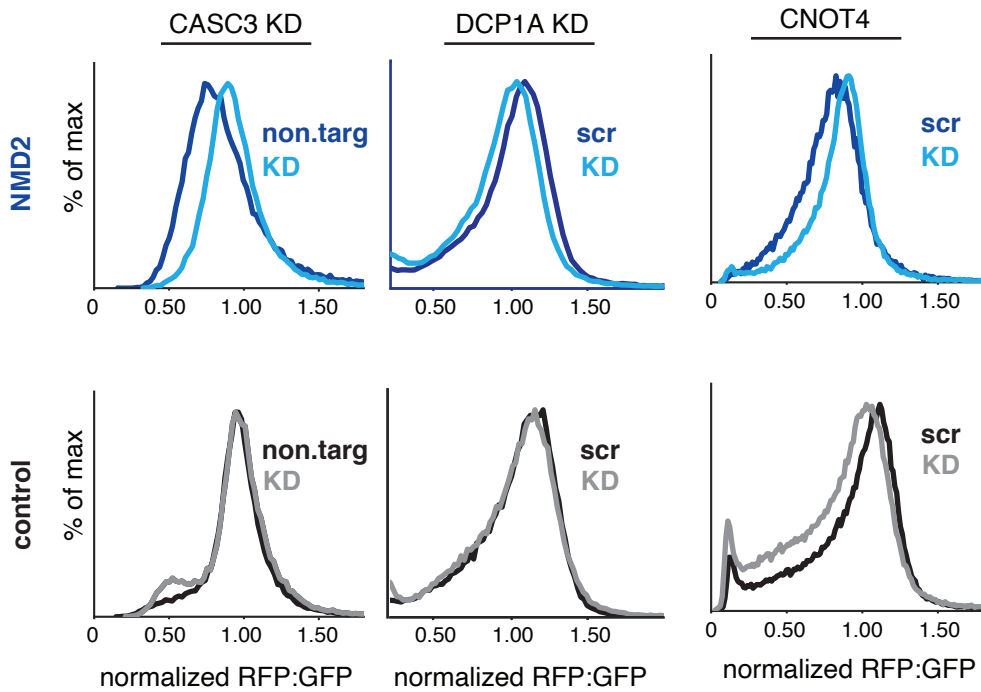 CASC3 KD DCP1A KD CNOT4
NMD2
% of max
non.targ
KD
scr
KD
scr
KD
0 0.50 1.00 1.50 0.50 1.00 1.50 0 0.50 1.00 1.50
control
% of max
non.targ
KD
scr
KD
scr
KD
0 0.50 1.00 1.50 0.50 1.00 1.50 0 0.50 1.00 1.50
normalized RFP:GFP normalized RFP:GFP normalized RFP:GFP